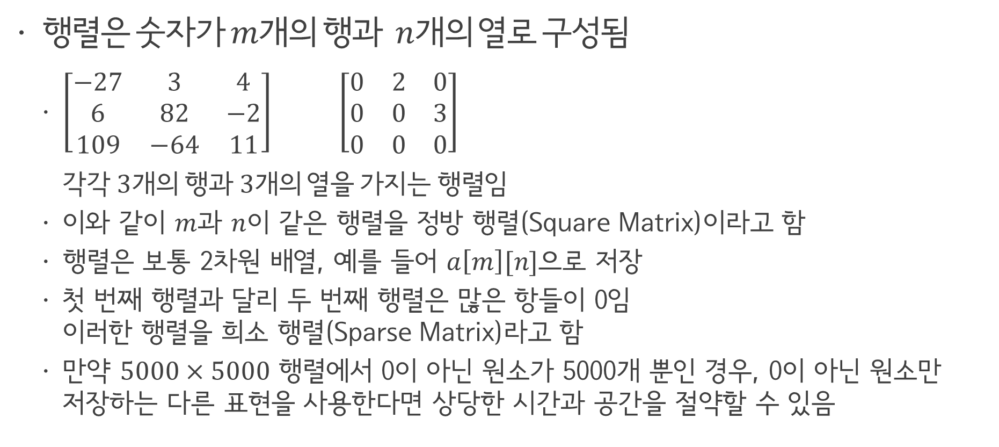 · 행렬은 숫자가 m개의 행과 n개의 열로 구성됨
−27 3 4 0 2 0
· 6 82 −2 0 0 3
109 −64 11 0 0 0
각각 3개의 행과 3개의 열을 가지는 행렬임
· 이와 같이 m과 n이 같은 행렬을 정방 행렬(Square Matrix)이라고 함
· 행렬은 보통 2차원 배열, 예를 들어 a[m][n]으로 저장
· 첫 번째 행렬과 달리 두 번째 행렬은 많은 항들이 0임
이러한 행렬을 희소 행렬(Sparse Matrix)라고 함
· 만약 5000 × 5000 행렬에서 0이 아닌 원소가 5000개 뿐인 경우, 0이 아닌 원소만
저장하는 다른 표현을 사용한다면 상당한 시간과 공간을 절약할 수 있음